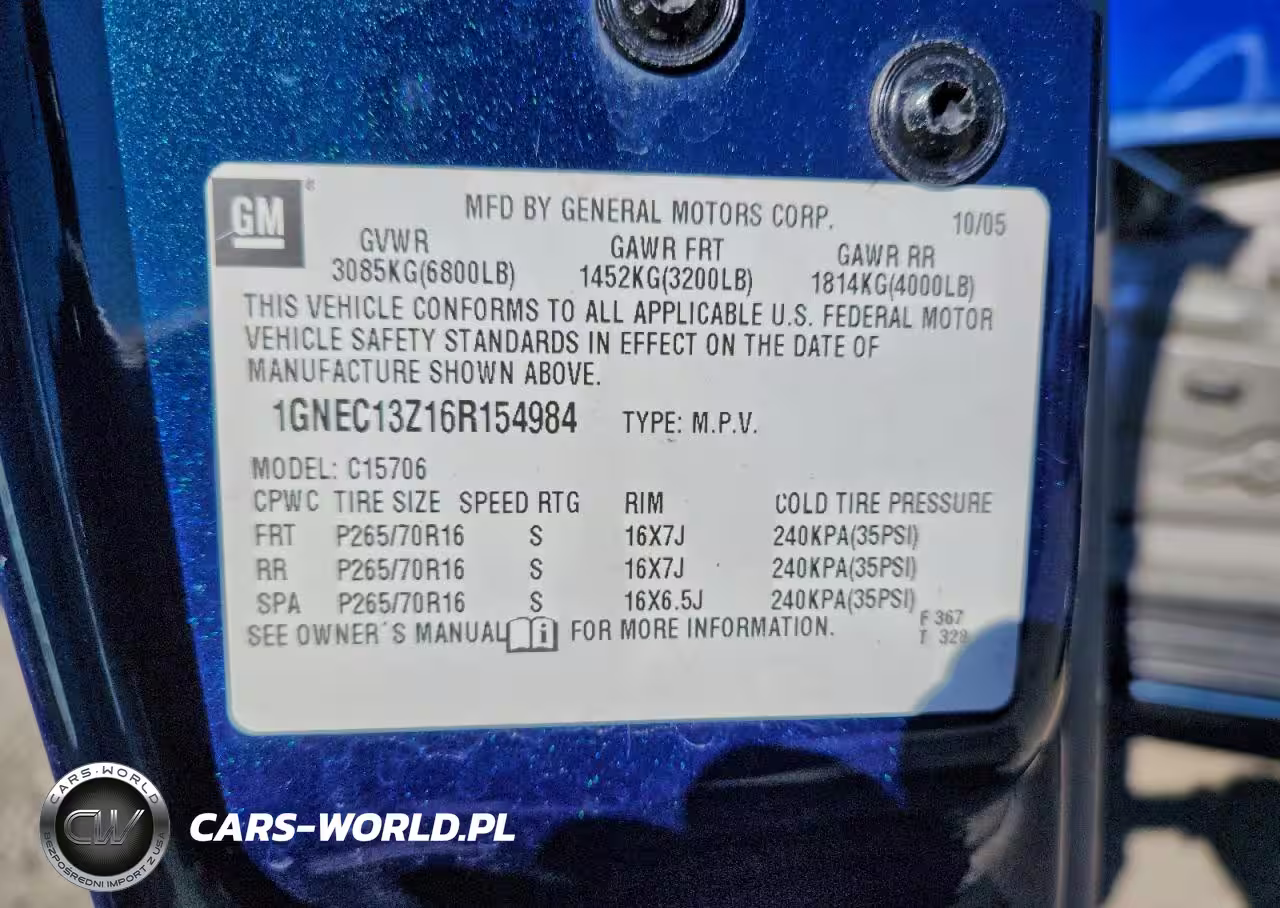 GM ®
MFD BY GENERAL MOTORS CORP. 10/05
GVWR GAWR FRT GAWR RR
3085KG(6800LB) 1452KG(3200LB) 1814KG(4000LB)
THIS VEHICLE CONFORMS TO ALL APPLICABLE U.S. FEDERAL MOTOR
VEHICLE SAFETY STANDARDS IN EFFECT ON THE DATE OF
MANUFACTURE SHOWN ABOVE.
1GNEC13Z16R154984 TYPE: M.P.V.
MODEL: C15706
CPWC TIRE SIZE SPEED RTG RIM COLD TIRE PRESSURE
FRT P265/70R16 S 16X7J 240KPA(35PSI)
RR P265/70R16 S 16X7J 240KPA(35PSI)
SPA P265/70R16 S 16X6.5J 240KPA(35PSI)
SEE OWNER'S MANUAL i FOR MORE INFORMATION.
F 367
T 328
CARS-WORLD
CW
BEZPOŚREDNI IMPORT Z USA
CARS-WORLD.PL